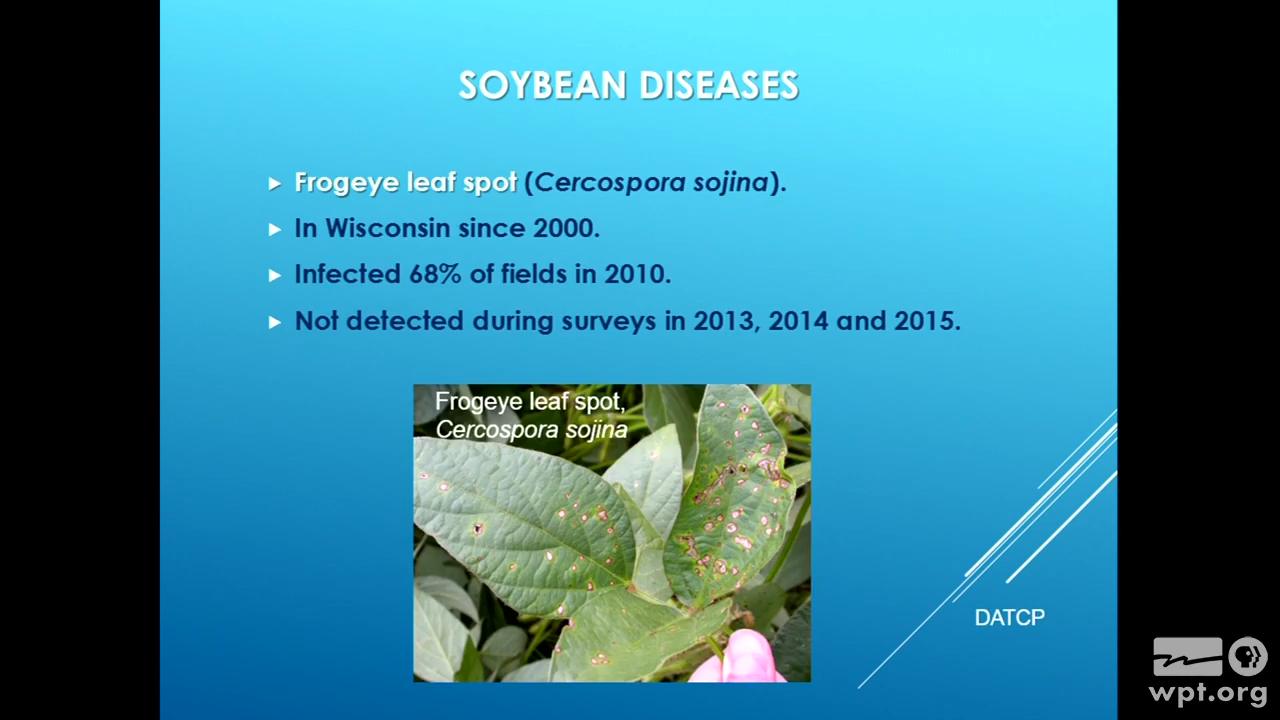 SOYBEAN DISEASES
Frogeye leaf spot (Cercospora sojina).
In Wisconsin since 2000.
Infected 68% of fields in 2010.
Not detected during surveys in 2013, 2014 and 2015.
Frogeye leaf spot,
Cercospora sojina
DATCP
wpt.org